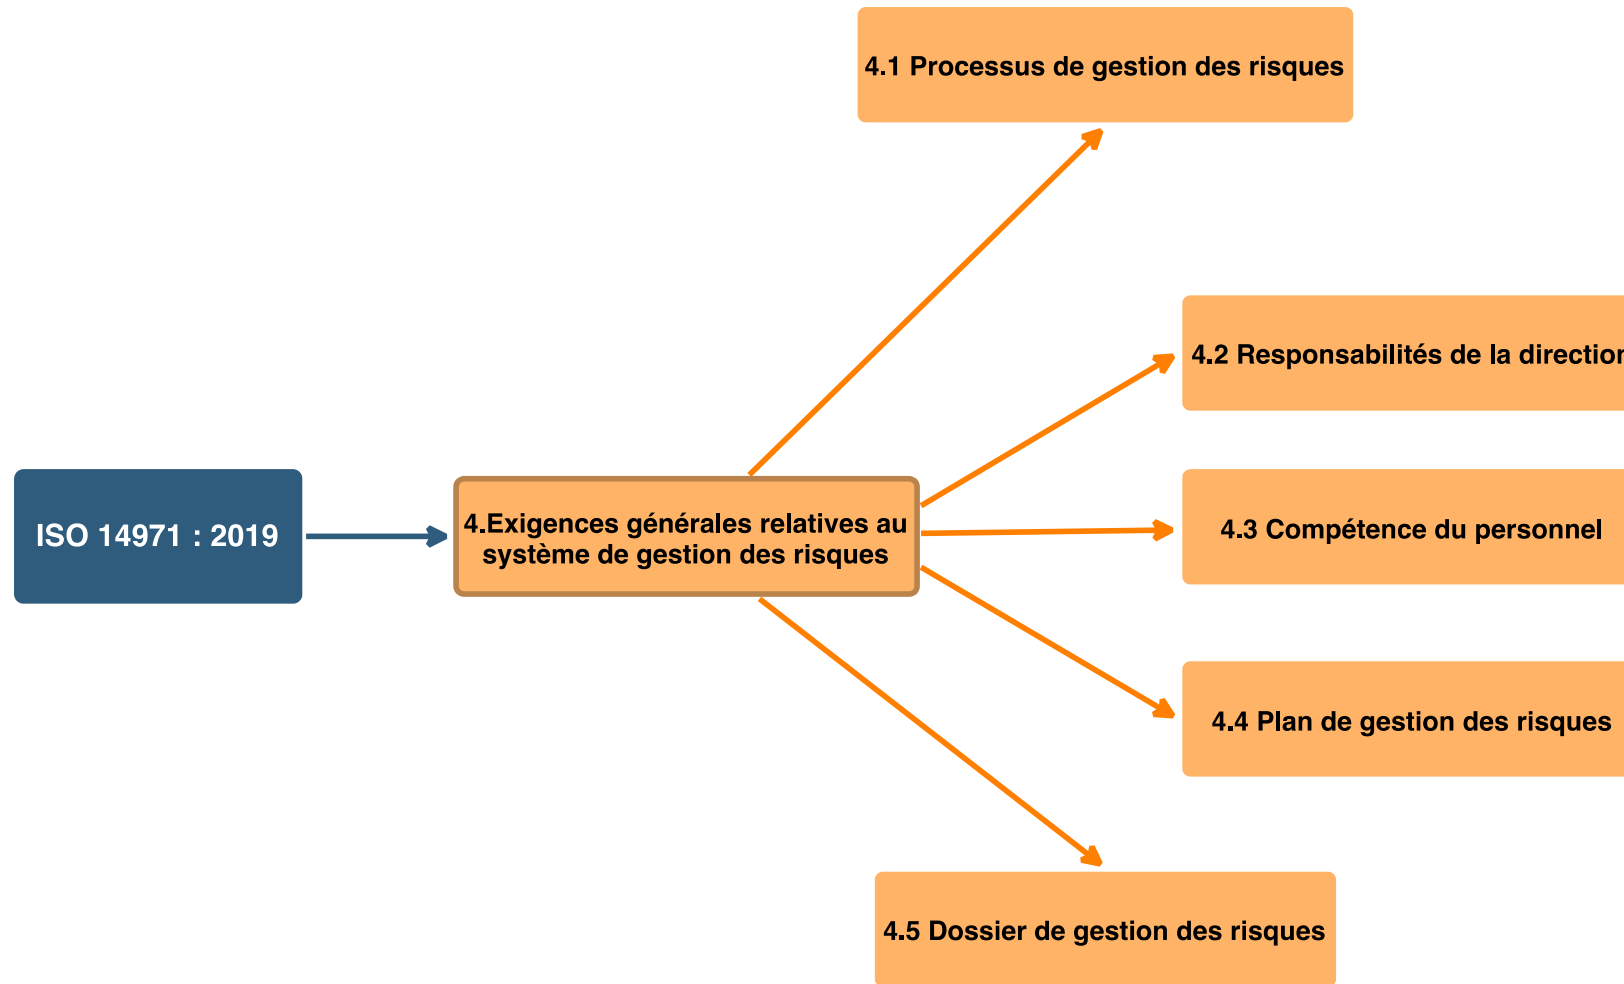 4.1 Processus de gestion des risques
4.2 Responsabilités de la direction
ISO 14971 : 2019
4.Exigences générales relatives au
système de gestion des risques
4.3 Compétence du personnel
4.4 Plan de gestion des risques
4.5 Dossier de gestion des risques